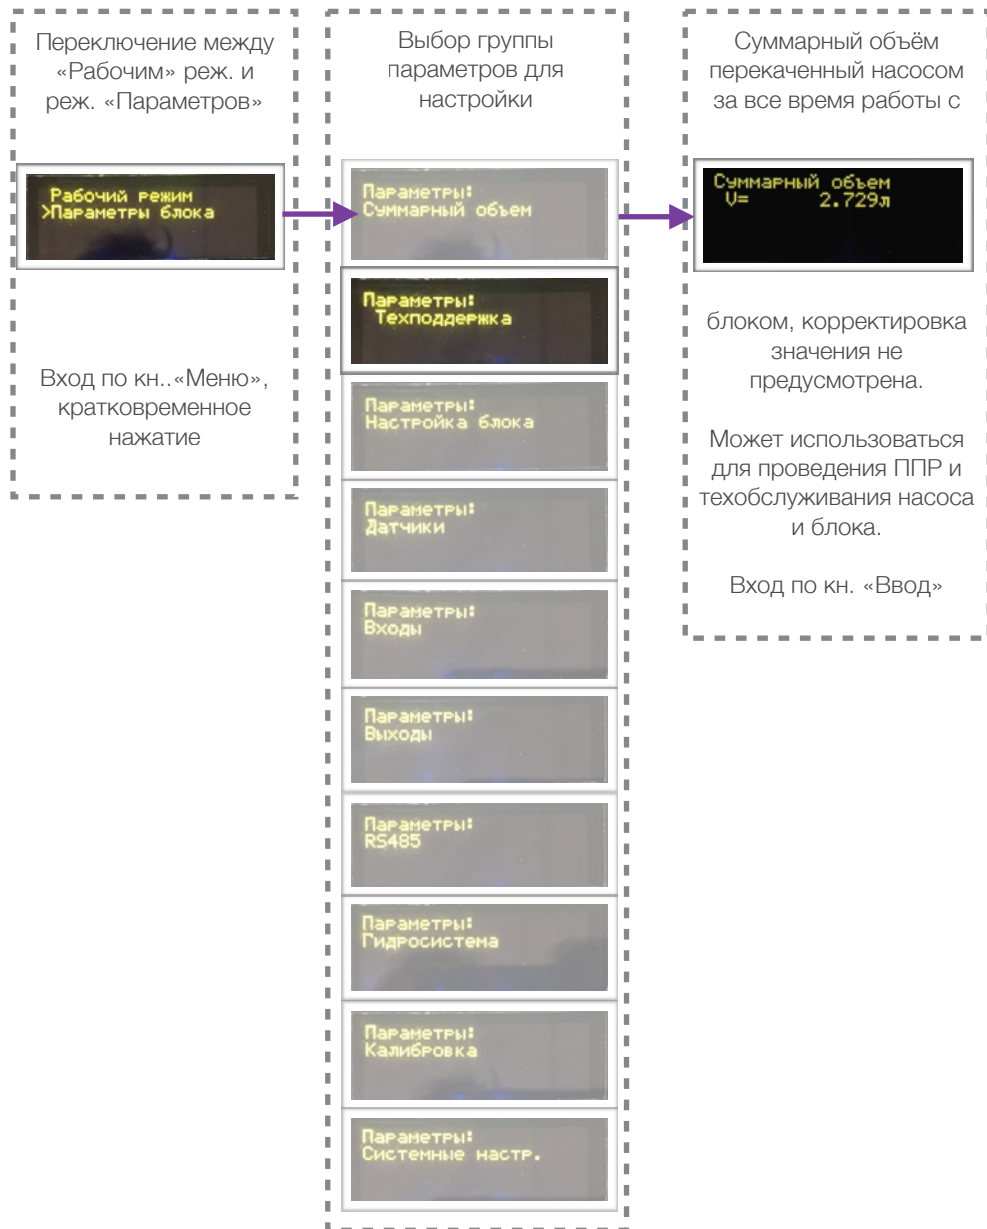 Переключение между
«Рабочим» реж. и
реж. «Параметров»
Рабочий режим
>Параметры блока
Вход по кн..«Меню»,
кратковременное
нажатие
Выбор группы
параметров для
настройки
Параметры:
Суммарный объем
Параметры:
Техподдержка
Параметры:
Настройка блока
Параметры:
Датчики
Параметры:
Входы
Параметры:
Выходы
Параметры:
RS485
Параметры:
Гидросистема
Параметры:
Калибровка
Параметры:
Системные настр.
Суммарный объём
перекаченный насосом
за все время работы с
Суммарный объем
V= 2.729л
блоком, корректировка
значения не
предусмотрена.
Может использоваться
для проведения ППР и
техобслуживания насоса
и блока.
Вход по кн. «Ввод»